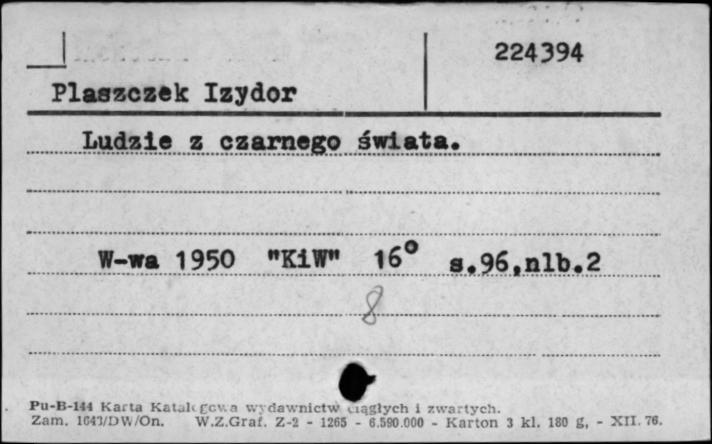 224394
Plaszczek Izydor
Ludzie z czarnego świata.
W-wa 1950 "KiW" 16° s.96,nlb.2
8
Pu-B-144 Karta Katalogowa wydawnictw ciągłych i zwartych.
Zam. 1643/DW/On. W.Z.Graf. Z-2 - 1265 - 6.590.000 - Karton 3 kl. 180 g, - XII. 76.